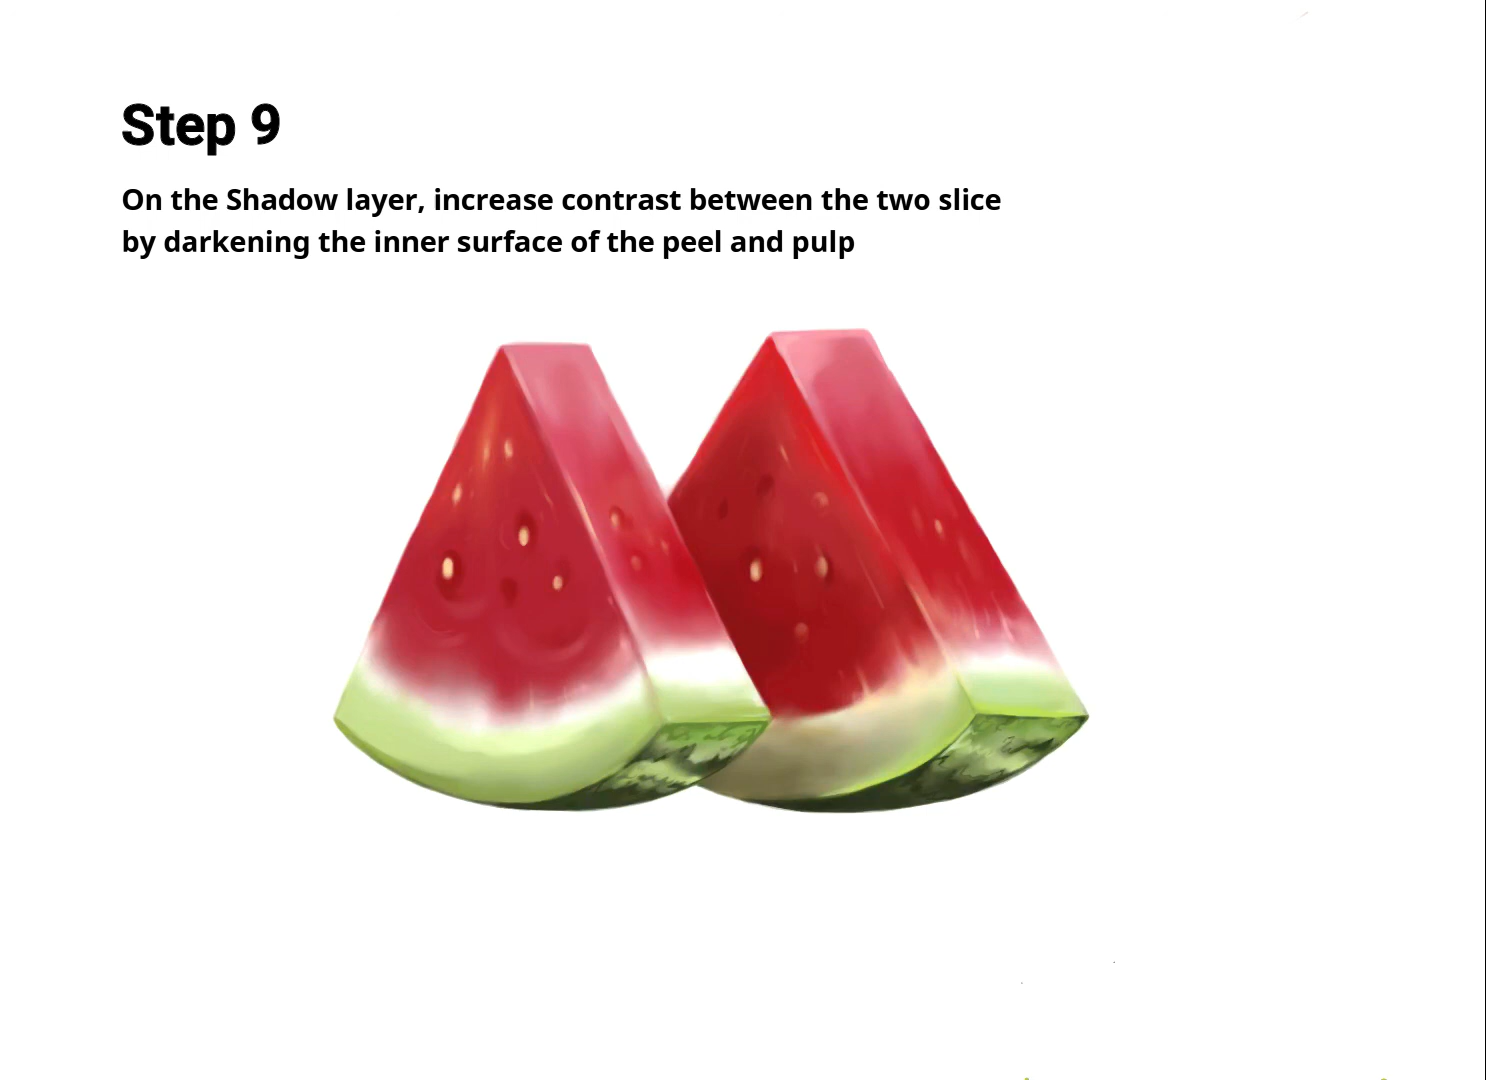 Step 9
On the Shadow layer, increase contrast between the two slice
by darkening the inner surface of the peel and pulp